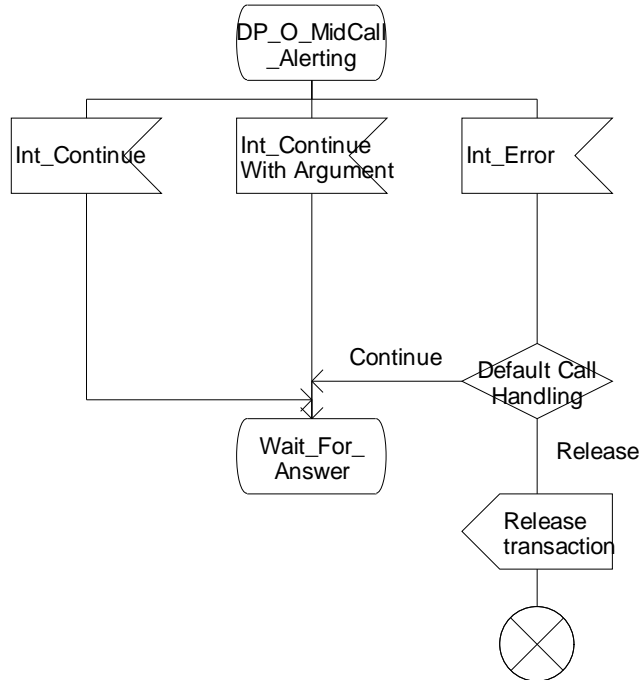 DP_O_MidCall
_Alerting
Int_Continue
Int_Continue
With Argument
Int_Error
Continue
Default Call
Handling
Wait_For_
Answer
Release
Release
transaction